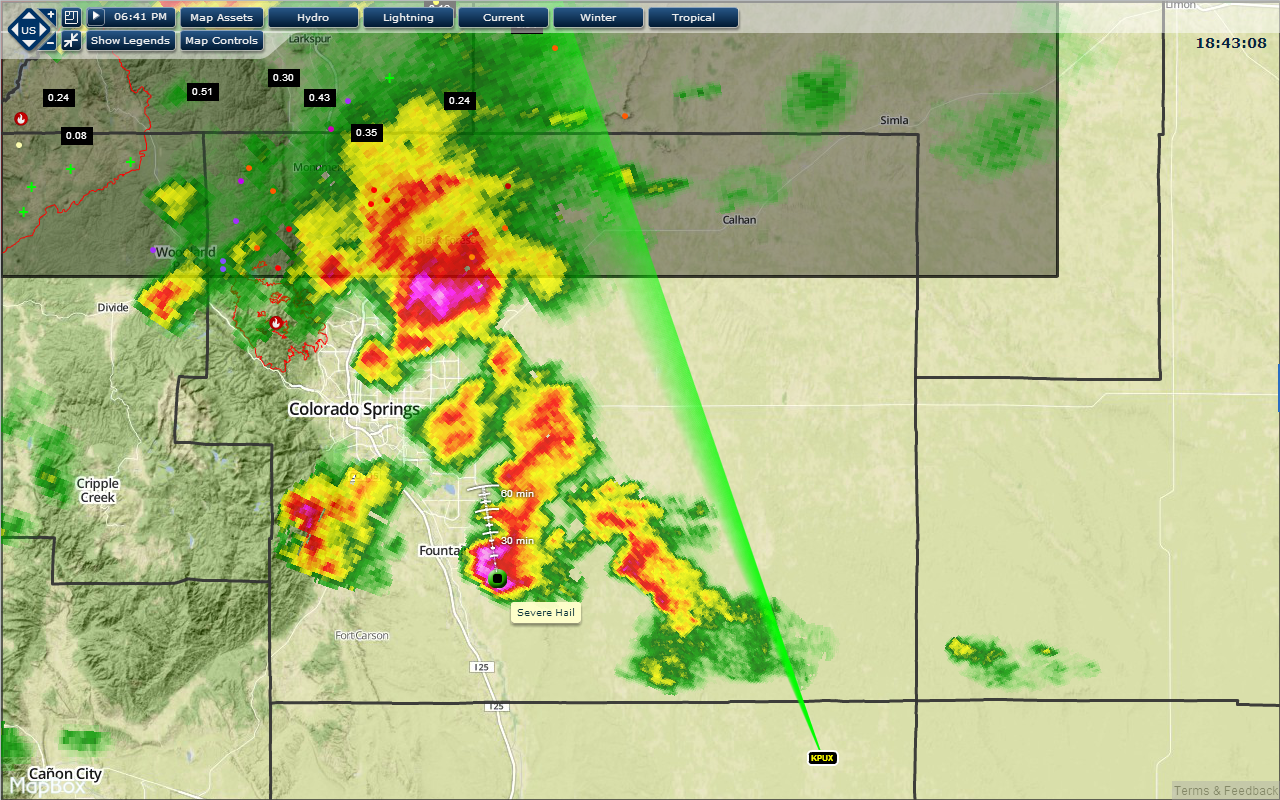 US
06:41 PM
Map Assets
Hydro
Lightning
Current
Winter
Tropical
Show Legends
Map Controls
18:43:08
Limon
Larkspur
0.24
0.51
0.30
0.43
0.24
0.08
0.35
Simla
Calhan
Divide
Colorado Springs
Cripple
Creek
60 min
30 min
Severe Hail
Fort Carson
I25
I25
KPUX
Cañon City
MapBox
Terms & Feedback